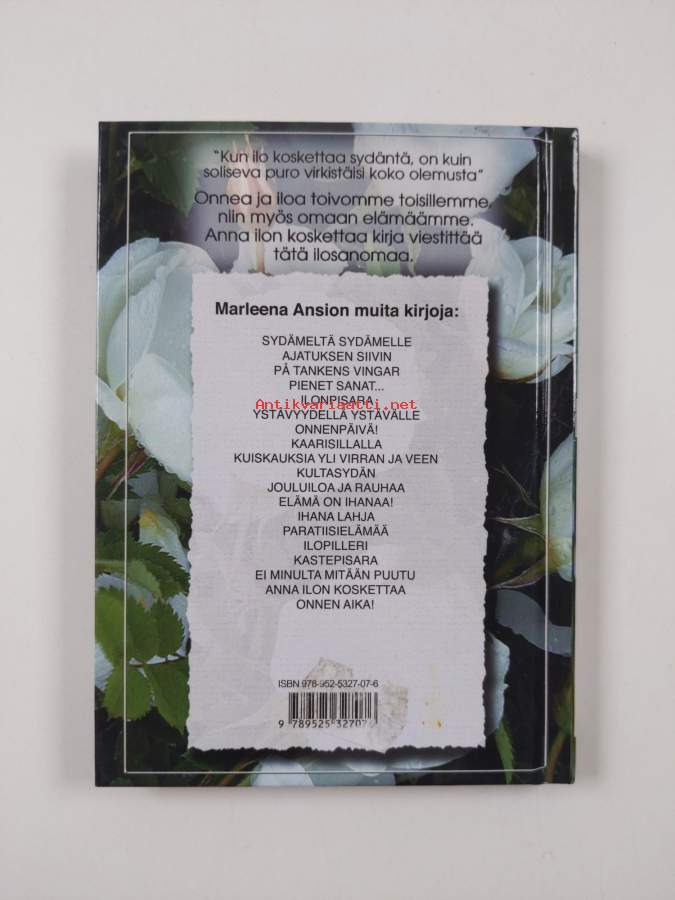 "Kun ilo koskettaa sydäntä, on kuin
soliseva puro virkistäisi koko olemusta"
Onnea ja iloa toivomme toisillemme,
niin myös omaan elämäämme.
Anna ilon koskettaa kirja viestittää
tätä ilosanomaa.
Marleena Ansion muita kirjoja:
SYDÄMELTÄ SYDÄMELLE
AJATUKSEN SIIVIN
PÅ TANKENS VINGAR
PIENET SANAT...
ILONPISARA
Antikvariaatti.net
YSTÄVYYDELLÄ YSTÄVÄLLE
ONNENPÄIVÄ!
KAARISILLALLA
KUISKAUKSIA YLI VIRRAN JA VEEN
KULTASYDÄN
JOULUILOA JA RAUHAA
ELÄMÄ ON IHANAA!
IHANA LAHJA
PARATIISIELÄMÄÄ
ILOPILLERI
KASTEPISARA
EI MINULTA MITÄÄN PUUTU
ANNA ILON KOSKETTAA
ONNEN AIKA!
ISBN 978-952-5327-07-6